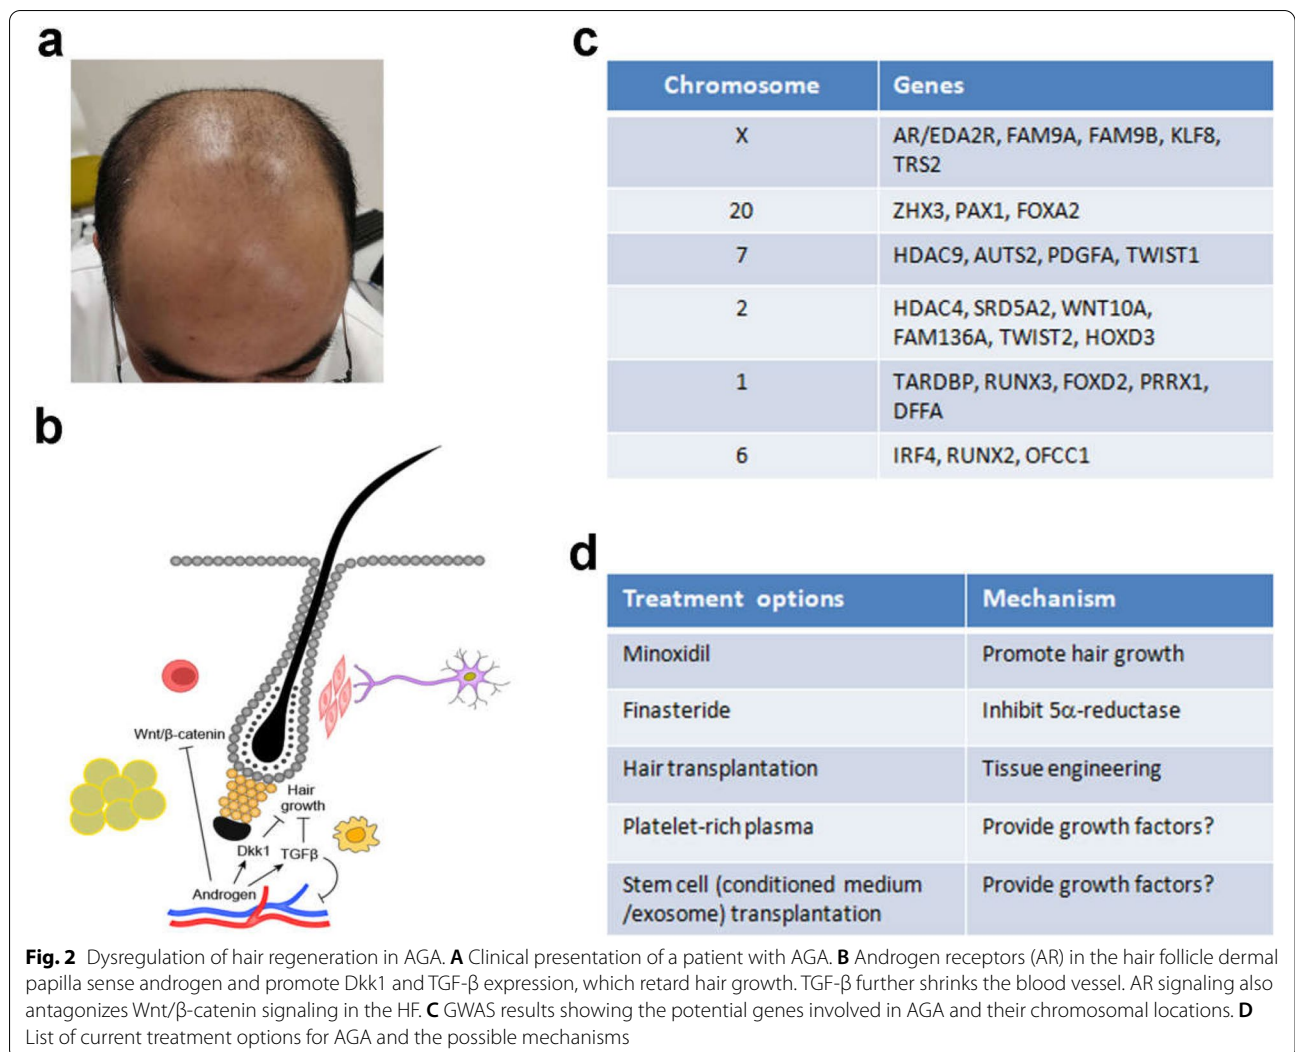 a
b
Wnt/β-catenin
Hair
growth
Dkk1
TGFβ
Androgen
c
Chromosome Genes
X AR/EDA2R, FAM9A, FAM9B, KLF8,
TRS2
20 ZHX3, PAX1, FOXA2
7 HDAC9, AUTS2, PDGFA, TWIST1
2 HDAC4, SRD5A2, WNT10A,
FAM136A, TWIST2, HOXD3
1 TARDBP, RUNX3, FOXD2, PRRX1,
DFFA
6 IRF4, RUNX2, OFCC1
d
Treatment options Mechanism
Minoxidil Promote hair growth
Finasteride Inhibit 5α-reductase
Hair transplantation Tissue engineering
Platelet-rich plasma Provide growth factors?
Stem cell (conditioned medium Provide growth factors?
/exosome) transplantation
Fig. 2 Dysregulation of hair regeneration in AGA. A Clinical presentation of a patient with AGA. B Androgen receptors (AR) in the hair follicle dermal
papilla sense androgen and promote Dkk1 and TGF-β expression, which retard hair growth. TGF-β further shrinks the blood vessel. AR signaling also
antagonizes Wnt/β-catenin signaling in the HF. C GWAS results showing the potential genes involved in AGA and their chromosomal locations. D
List of current treatment options for AGA and the possible mechanisms